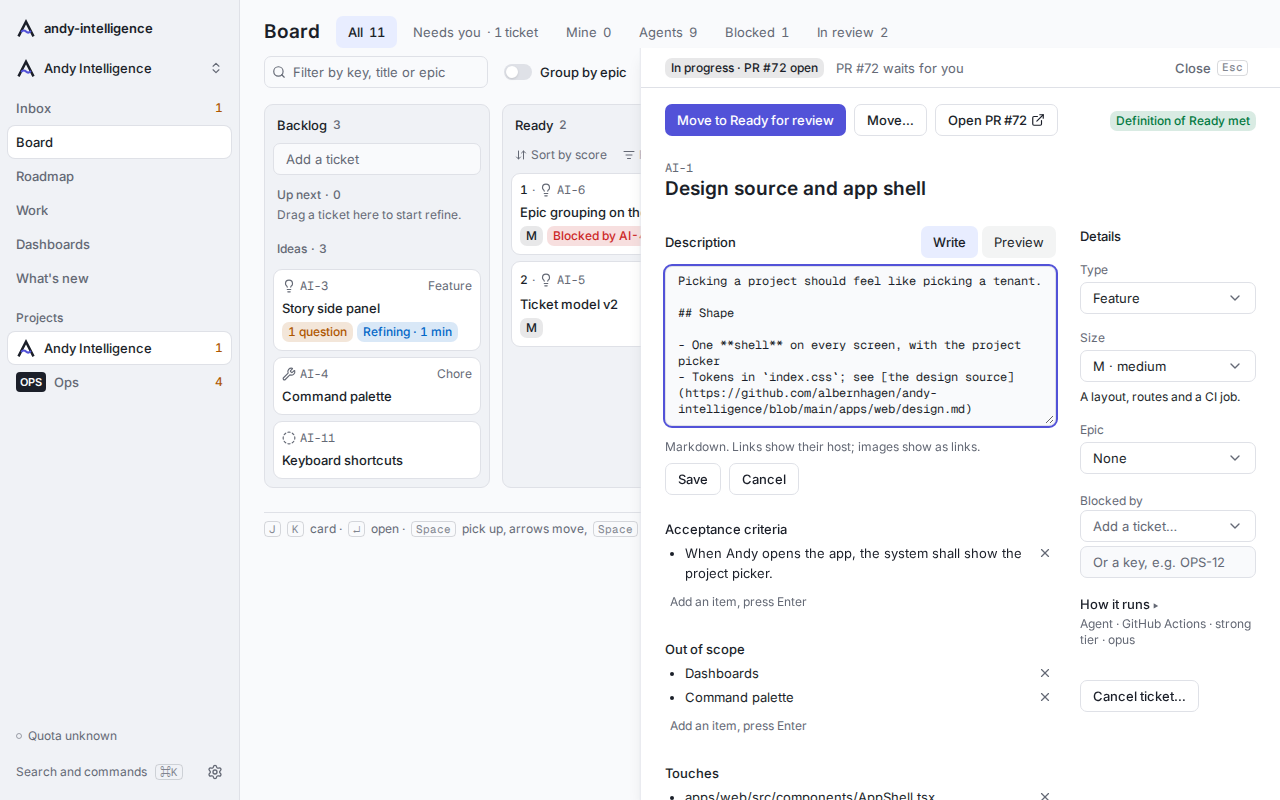 andy-intelligence
Andy Intelligence
Inbox 1
Board
Roadmap
Work
Dashboards
What's new
Projects
Andy Intelligence 1
OPS Ops 4
Quota unknown
Search and commands ⌘K
Board All 11 Needs you · 1 ticket Mine 0 Agents 9 Blocked 1 In review 2
Filter by key, title or epic Group by epic
Backlog 3
Add a ticket
Up next · 0
Drag a ticket here to start refine.
Ideas · 3
AI-3 Feature
Story side panel
1 question Refining · 1 min
AI-4 Chore
Command palette
AI-11
Keyboard shortcuts
Ready 2
Sort by score
1 · AI-6
Epic grouping on the
M Blocked by AI-
2 · AI-5
Ticket model v2
M
J K card · ↵ open · Space pick up, arrows move, Space
In progress · PR #72 open PR #72 waits for you Close Esc
Move to Ready for review Move... Open PR #72 Definition of Ready met
AI-1
Design source and app shell
Description Write Preview
Picking a project should feel like picking a tenant.
## Shape
- One **shell** on every screen, with the project
picker
- Tokens in `index.css`; see [the design source]
(https://github.com/albernhagen/andy-
intelligence/blob/main/apps/web/design.md)
Markdown. Links show their host; images show as links.
Save Cancel
Acceptance criteria
• When Andy opens the app, the system shall show the
project picker.
Add an item, press Enter
Out of scope
• Dashboards
• Command palette
Add an item, press Enter
Touches
• apps/web/src/components/AppShell.tsx
Details
Type
Feature
Size
M · medium
A layout, routes and a CI job.
Epic
None
Blocked by
Add a ticket...
Or a key, e.g. OPS-12
How it runs ▸
Agent · GitHub Actions · strong
tier · opus
Cancel ticket...